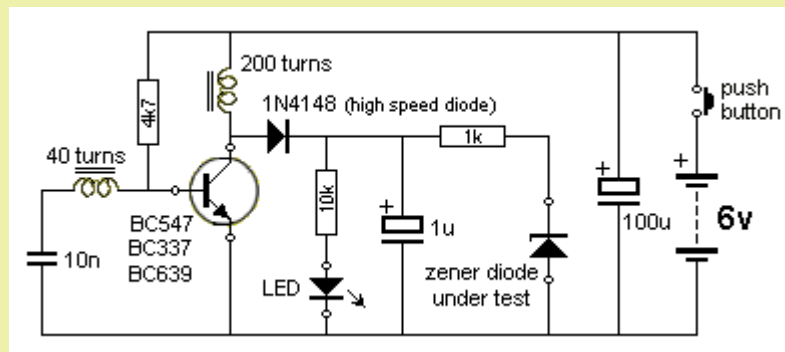 200 turns
1N4148 (high speed diode)
push
button
4k7
1k
40 turns
+
10k
+
+
+
6v
BC547
BC337
BC639
1u
100u
10n
LED
zener diode
under test